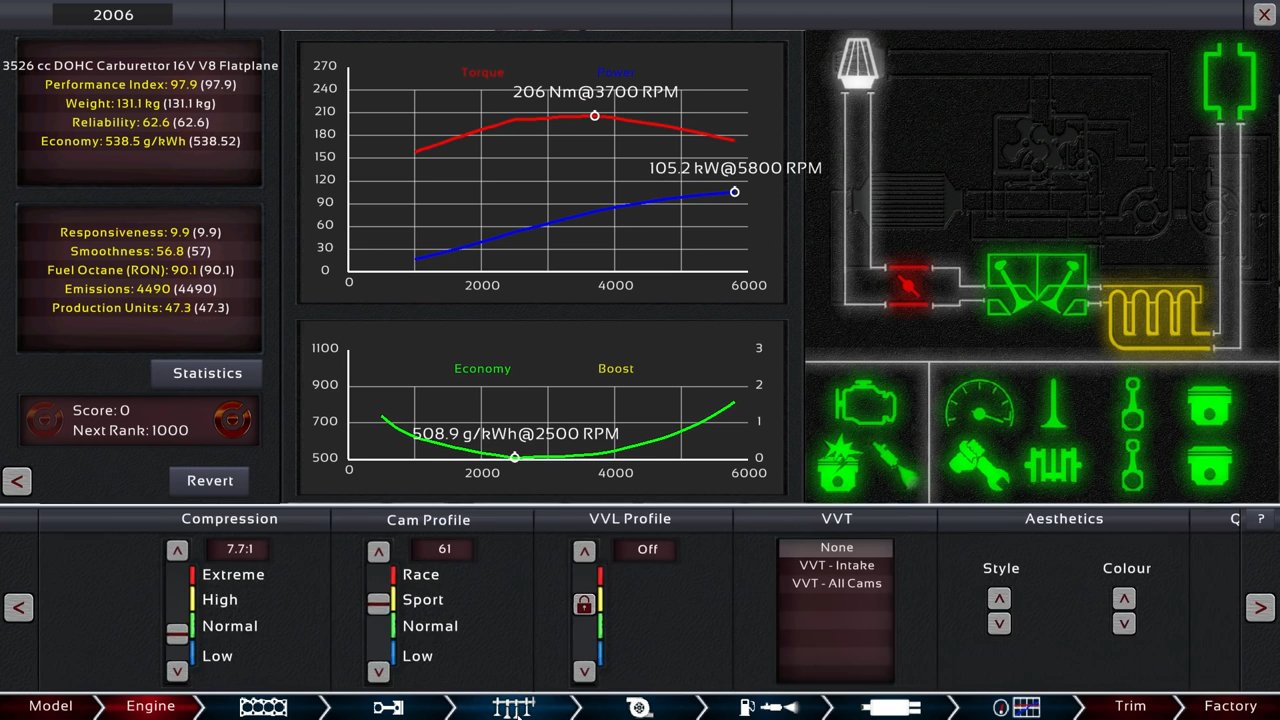 2006
X
3526 cc DOHC Carburettor 16V V8 Flatplane
Performance Index: 97.9 (97.9)
Weight: 131.1 kg (131.1 kg)
Reliability: 62.6 (62.6)
Economy: 538.5 g/kWh (538.52)
Responsiveness: 9.9 (9.9)
Smoothness: 56.8 (57)
Fuel Octane (RON): 90.1 (90.1)
Emissions: 4490 (4490)
Production Units: 47.3 (47.3)
Statistics
Score: 0
Next Rank: 1000
<
Revert
270
240
210
180
150
120
90
60
30
0
Torque
Power
206 Nm@3700 RPM
105.2 kW@5800 RPM
0
2000
4000
6000
1100
900
700
500
Economy
Boost
508.9 g/kWh@2500 RPM
3
2
1
0
0
2000
4000
6000
Compression
Cam Profile
VVL Profile
VVT
Aesthetics
Q
?
7.7:1
Extreme
High
Normal
Low
61
Race
Sport
Normal
Low
Off
None
VVT - Intake
VVT - All Cams
Style
Colour
<
>
Model
Engine
Trim
Factory